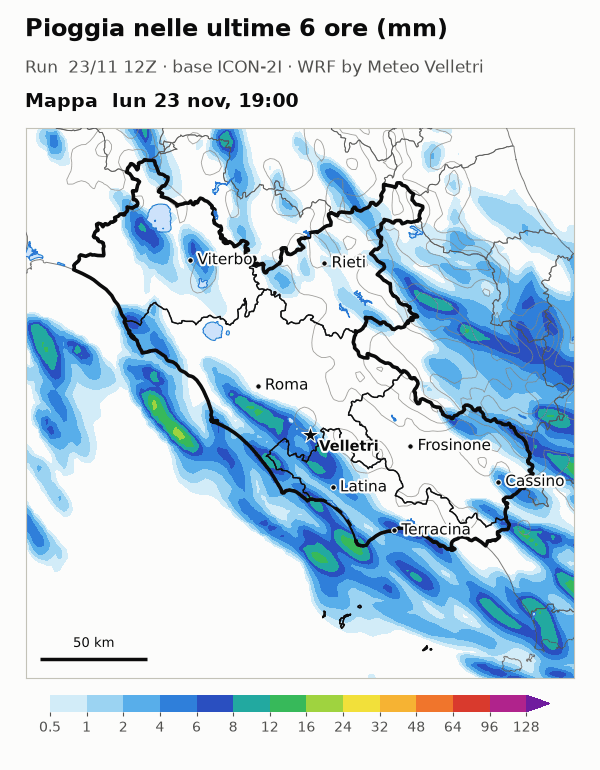 Pioggia nelle ultime 6 ore (mm)
Run  23/11 12Z · base ICON-2I · WRF by Meteo Velletri
Mappa  lun 23 nov, 19:00
Viterbo
Rieti
Roma
Velletri
Frosinone
Cassino
Latina
Terracina
50 km
0.5 1 2 4 6 8 12 16 24 32 48 64 96 128